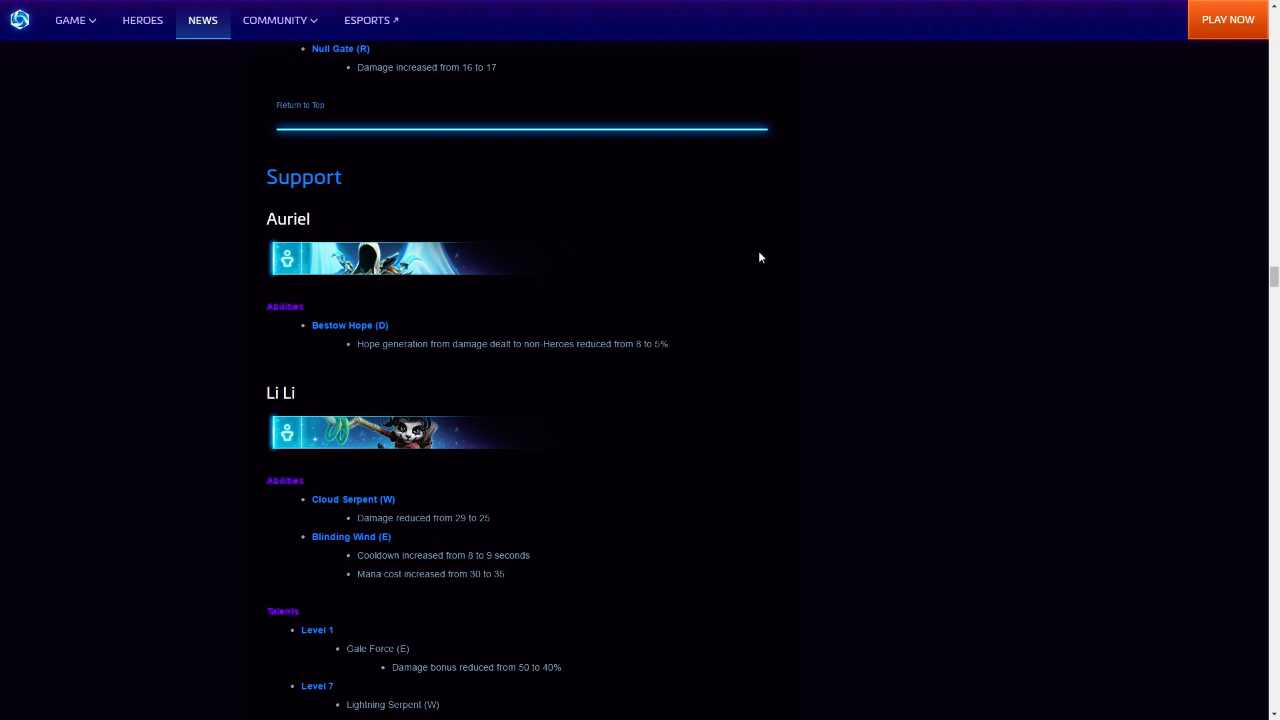 GAME HEROES NEWS COMMUNITY ESPORTS PLAY NOW
Null Gate (R)
Damage increased from 16 to 17
Return to Top
Support
Auriel
Abilities
Bestow Hope (D)
Hope generation from damage dealt to non-Heroes reduced from 8 to 5%
Li Li
Abilities
Cloud Serpent (W)
Damage reduced from 29 to 25
Blinding Wind (E)
Cooldown increased from 8 to 9 seconds
Mana cost increased from 30 to 35
Talents
Level 1
Gale Force (E)
Damage bonus reduced from 50 to 40%
Level 7
Lightning Serpent (W)